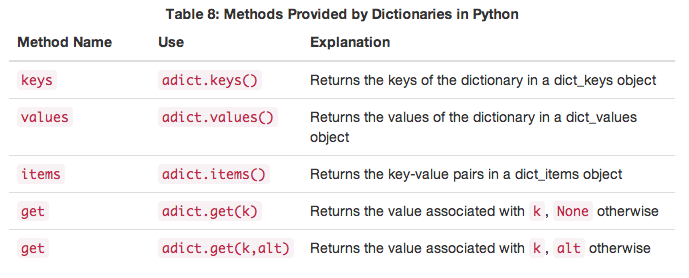 Table 8: Methods Provided by Dictionaries in Python
Method Name Use Explanation
keys adict.keys() Returns the keys of the dictionary in a dict_keys object
values adict.values() Returns the values of the dictionary in a dict_values
object
items adict.items() Returns the key-value pairs in a dict_items object
get adict.get(k) Returns the value associated with k, None otherwise
get adict.get(k,alt) Returns the value associated with k, alt otherwise